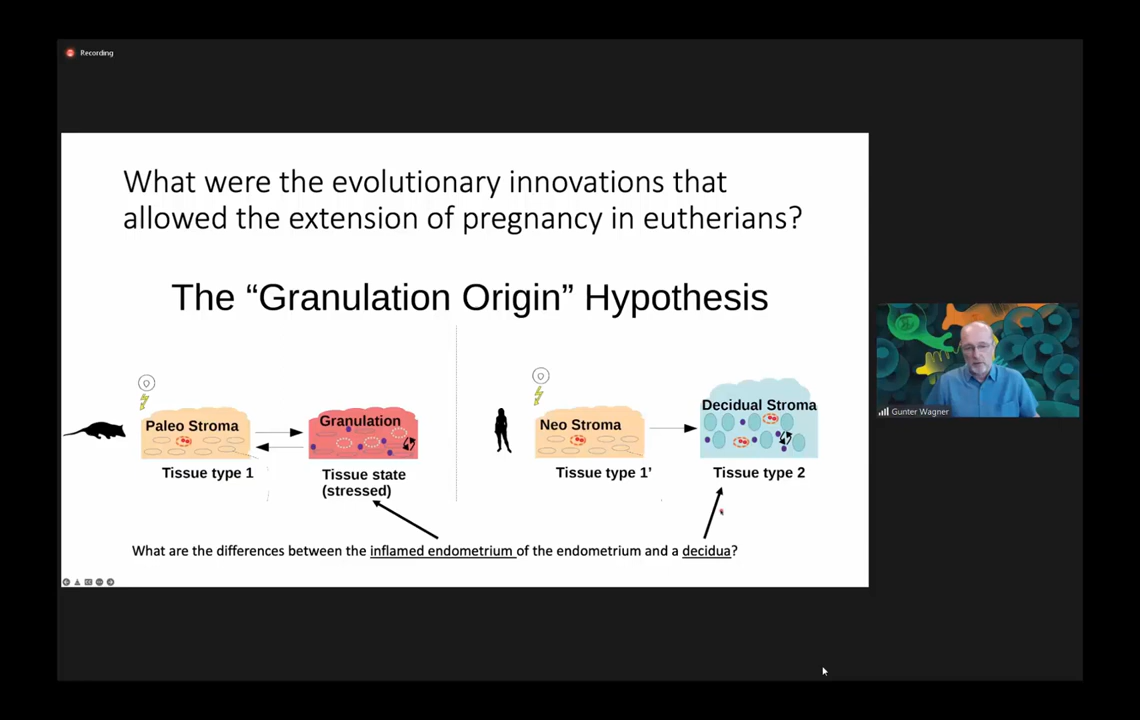 Recording
What were the evolutionary innovations that
allowed the extension of pregnancy in eutherians?
The “Granulation Origin” Hypothesis
Paleo Stroma
Granulation
Neo Stroma
Decidual Stroma
Tissue type 1
Tissue state
(stressed)
Tissue type 1’
Tissue type 2
What are the differences between the inflamed endometrium of the endometrium and a decidua?
Gunter Wagner